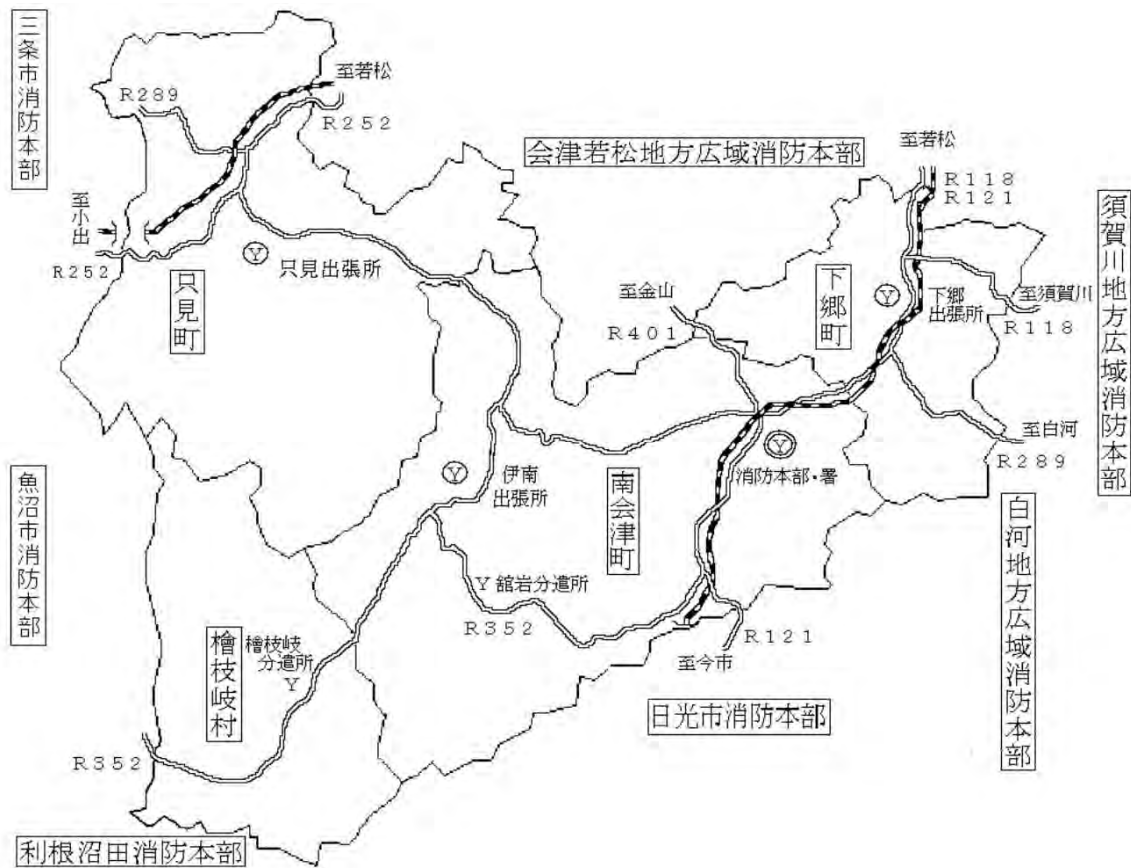 三条市消防本部
至若松
R289
R252
会津若松地方広域消防本部
至若松
R118
R121
須賀川地方広域消防本部
至小出
R252
只見町
Y
只見出張所
至金山
R401
下郷町
Y
下郷
出張所
至須賀川
R118
至白河
R289
魚沼市消防本部
Y
伊南
出張所
南会津町
Y
消防本部・署
白河地方広域消防本部
Y 舘岩分遣所
R352
R121
至今市
檜枝岐村
檜枝岐
分遣所
Y
日光市消防本部
R352
利根沼田消防本部